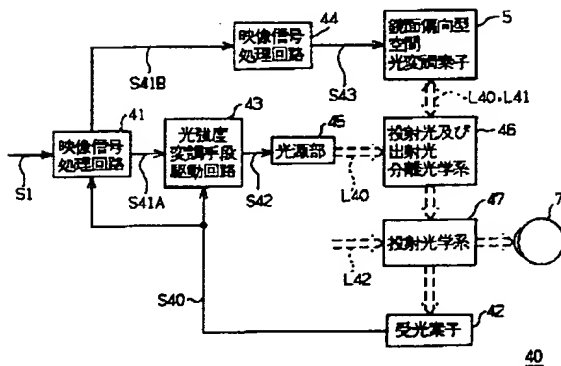 44
映像信号
処理回路
S41B
S43
鏡面偏向型
空間
光変調素子
5
L40・L41
41
映像信号
処理回路
S1
S41A
43
光強度
変調手段
駆動回路
S42
45
光源部
L40
投射光及び
出射光
分離光学系
46
47
投射光学系
L42
7
S40
受光素子
42
40